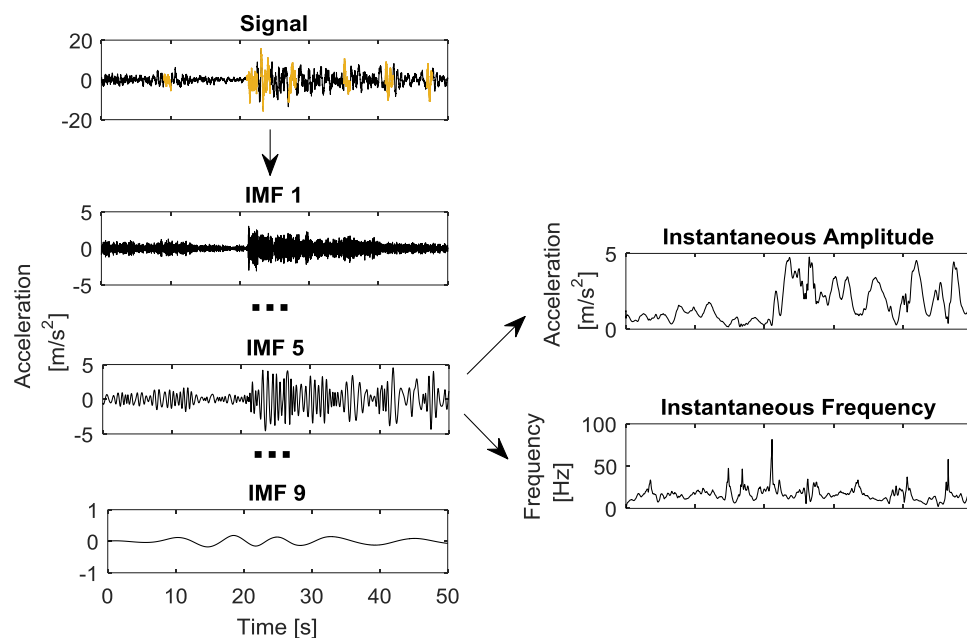 Signal
20
0
-20
IMF 1
5
0
-5
IMF 5
5
0
-5
IMF 9
1
0
-1
0 10 20 30 40 50
Time [s]
Acceleration
[m/s²]
Instantaneous Amplitude
5
0
Acceleration
[m/s²]
Instantaneous Frequency
100
50
0
Frequency
[Hz]